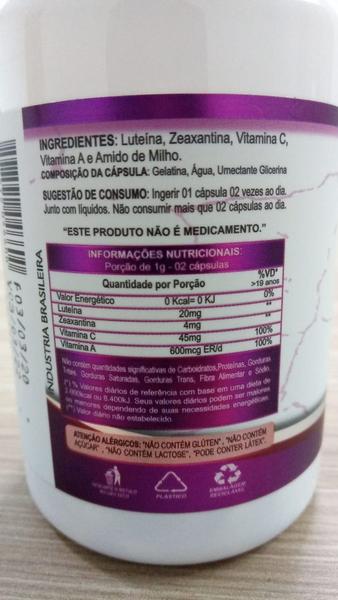 INGREDIENTES: Luteína, Zeaxantina, Vitamina C,
Vitamina A e Amido de Milho.
COMPOSIÇÃO DA CÁPSULA: Gelatina, Água, Umectante Glicerina
SUGESTÃO DE CONSUMO: Ingerir 01 cápsula 02 vezes ao dia.
Junto com líquidos. Não consumir mais que 02 cápsulas ao dia.
"ESTE PRODUTO NÃO É MEDICAMENTO."
INFORMAÇÕES NUTRICIONAIS:
Porção de 1g - 02 cápsulas
Quantidade por Porção %VD* >19 anos
Valor Energético 0 Kcal= 0 KJ 0%
Luteína 20mg **
Zeaxantina 4mg **
Vitamina C 45mg 100%
Vitamina A 600mcg ER/d 100%
Não contém quantidades significativas de Carboidratos,Proteínas, Gorduras
Totais, Gorduras Saturadas, Gorduras Trans, Fibra Alimentar e Sódio.
(*) % Valores diários de referência com base em uma dieta de
2.000kcal ou 8.400kJ. Seus valores diários podem ser maiores
ou menores dependendo de suas necessidades energéticas.
(**) Valor diário não estabelecido.
ATENÇÃO ALÉRGICOS: "NÃO CONTÉM GLÚTEN", "NÃO CONTÉM
AÇÚCAR", "NÃO CONTÉM LACTOSE", "PODE CONTER LÁTEX".
PLÁSTICO
EMBALAGEM
RECICLÁVEL
INDÚSTRIA BRASILEIRA
F03/03/20